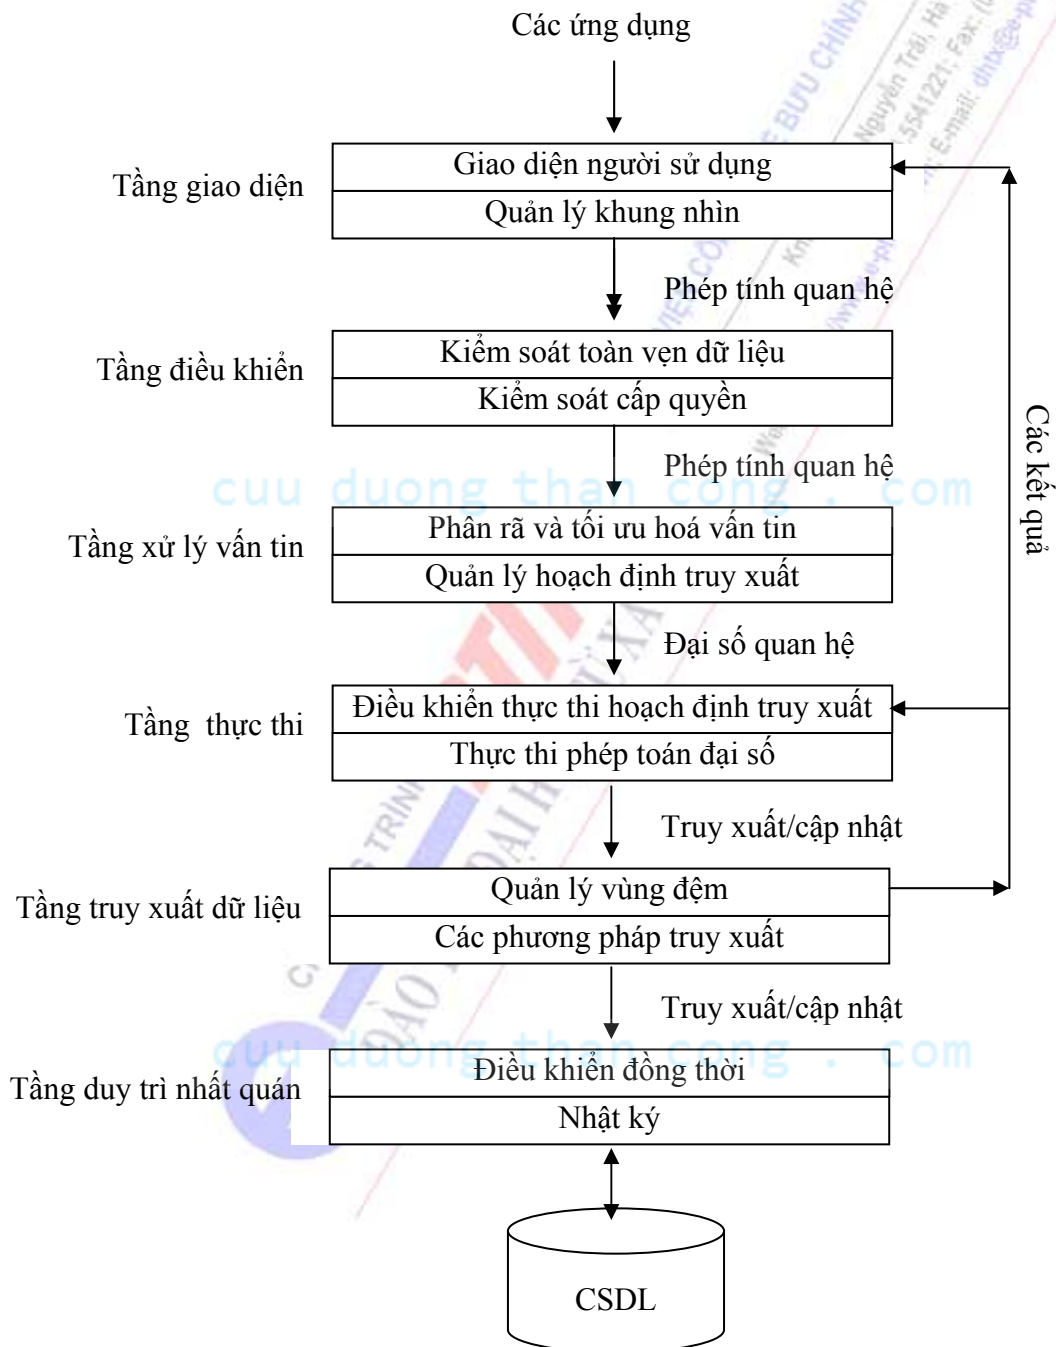 Các ứng dụng
Giao diện người sử dụng
Tầng giao diện
Quản lý khung nhìn
Phép tính quan hệ
Kiểm soát toàn vẹn dữ liệu
Tầng điều khiển
Kiểm soát cấp quyền
Các kết quả
Phép tính quan hệ
cuu duong than cong . com
Phân rã và tối ưu hoá vấn tin
Tầng xử lý vấn tin
Quản lý hoạch định truy xuất
Đại số quan hệ
Điều khiển thực thi hoạch định truy xuất
Tầng thực thi
Thực thi phép toán đại số
Truy xuất/cập nhật
Quản lý vùng đệm
Tầng truy xuất dữ liệu
Các phương pháp truy xuất
Truy xuất/cập nhật
cuu duong than cong . com
Điều khiển đồng thời
Tầng duy trì nhất quán
Nhật ký
CSDL